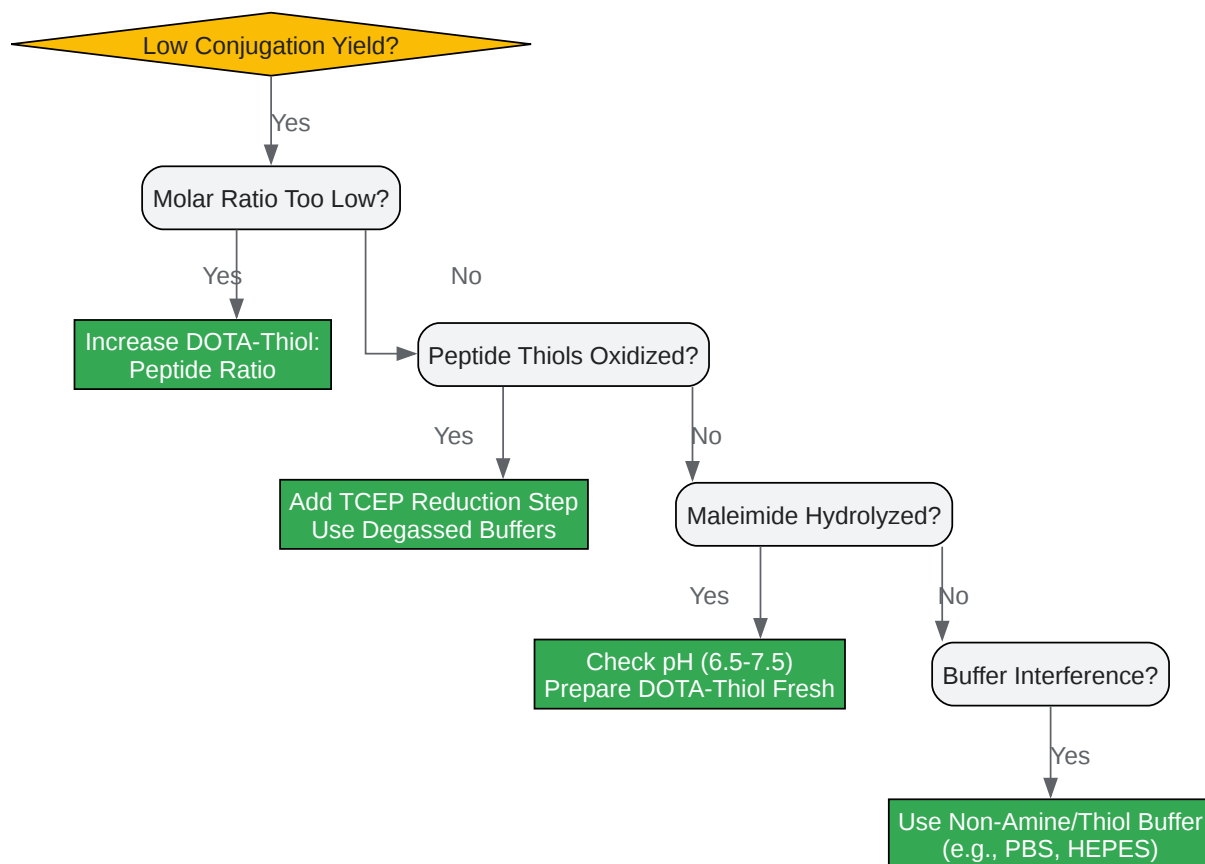 Low Conjugation Yield?
Yes
Molar Ratio Too Low?
Yes
No
Increase DOTA-Thiol:
Peptide Ratio
Peptide Thiols Oxidized?
Yes
No
Add TCEP Reduction Step
Use Degassed Buffers
Maleimide Hydrolyzed?
Yes
No
Check pH (6.5-7.5)
Prepare DOTA-Thiol Fresh
Buffer Interference?
Yes
Use Non-Amine/Thiol Buffer
(e.g., PBS, HEPES)